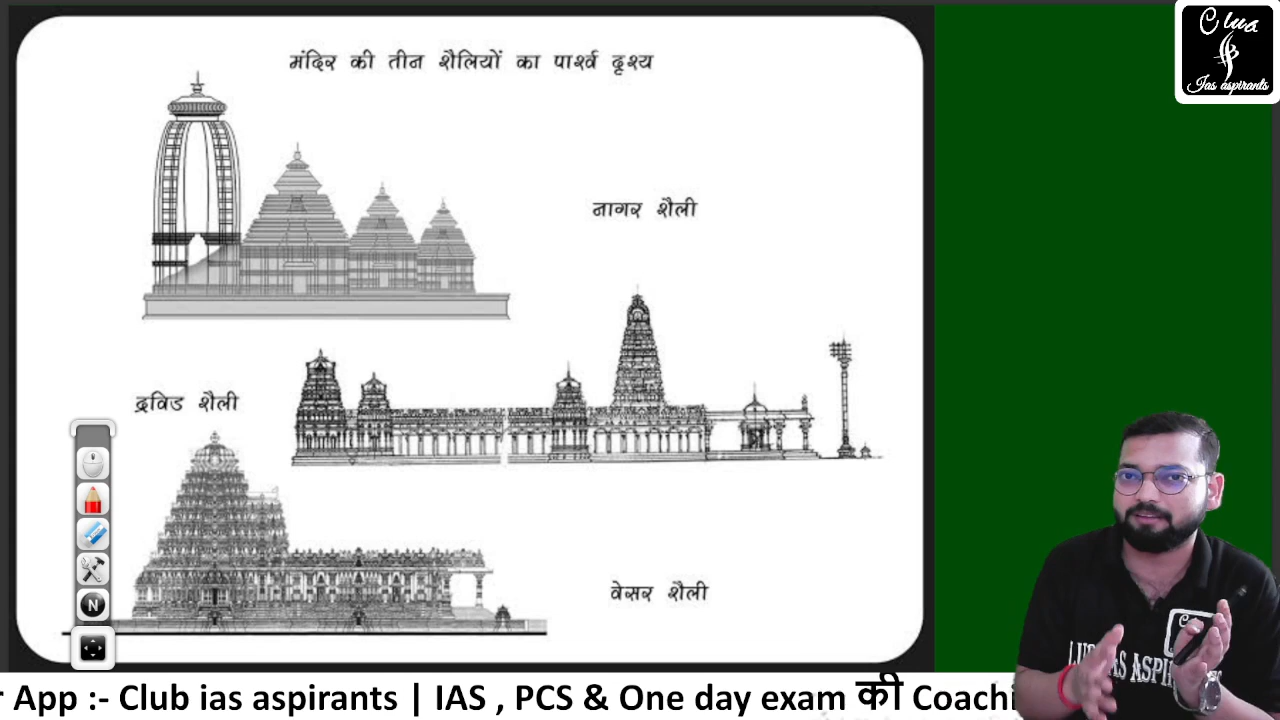 मंदिर की तीन शैलियों का पार्श्व दृश्य
नागर शैली
द्रविड शैली
वेसर शैली
N
Ias aspirants
r App :- Club ias aspirants | IAS , PCS & One day exam की Coachi